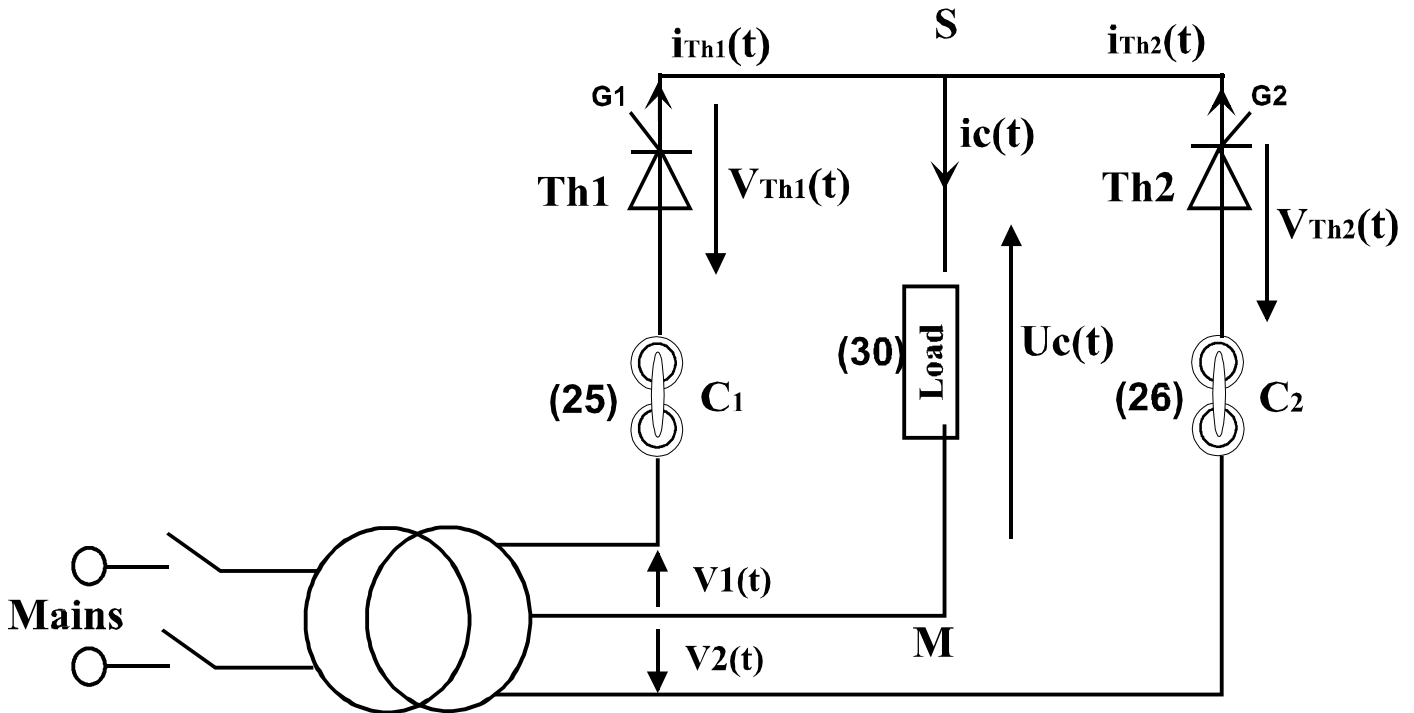 S
iTh1(t)
iTh2(t)
G1
G2
ic(t)
Th1
VTh1(t)
Th2
VTh2(t)
(30)
Load
Uc(t)
(25)
C1
(26)
C2
Mains
V1(t)
M
V2(t)